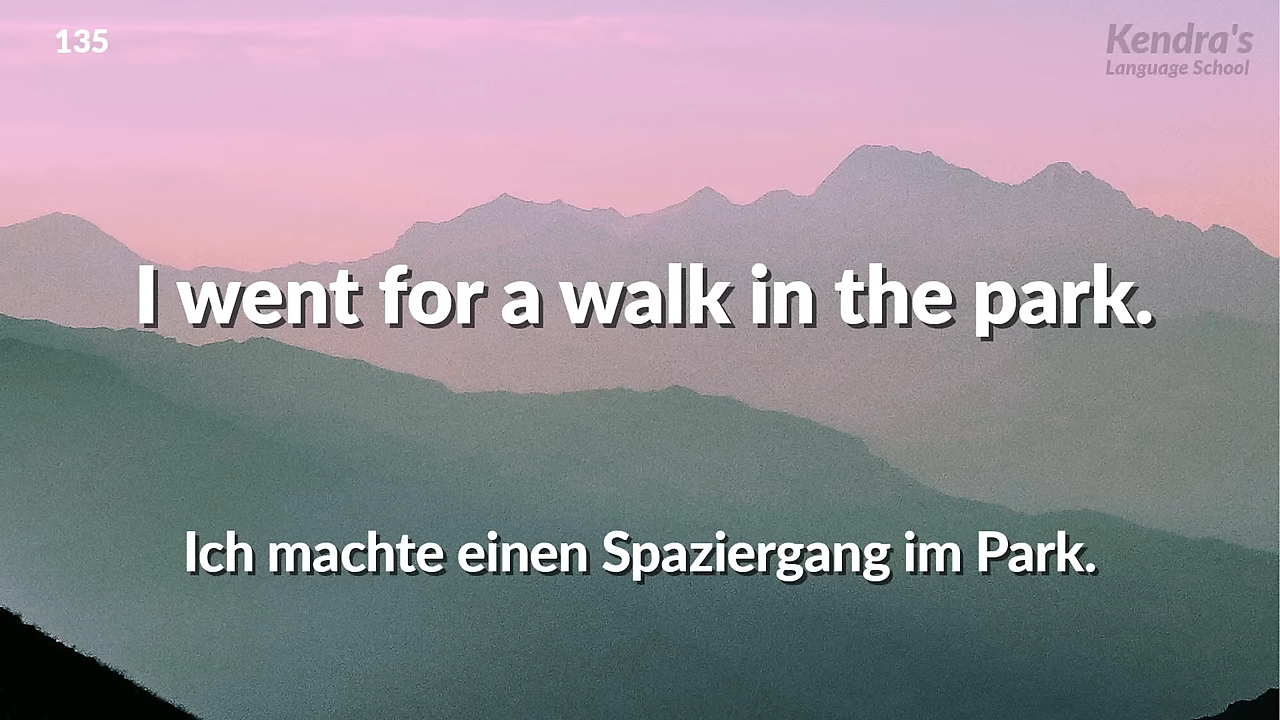 135
Kendra's
Language School
I went for a walk in the park.
Ich machte einen Spaziergang im Park.